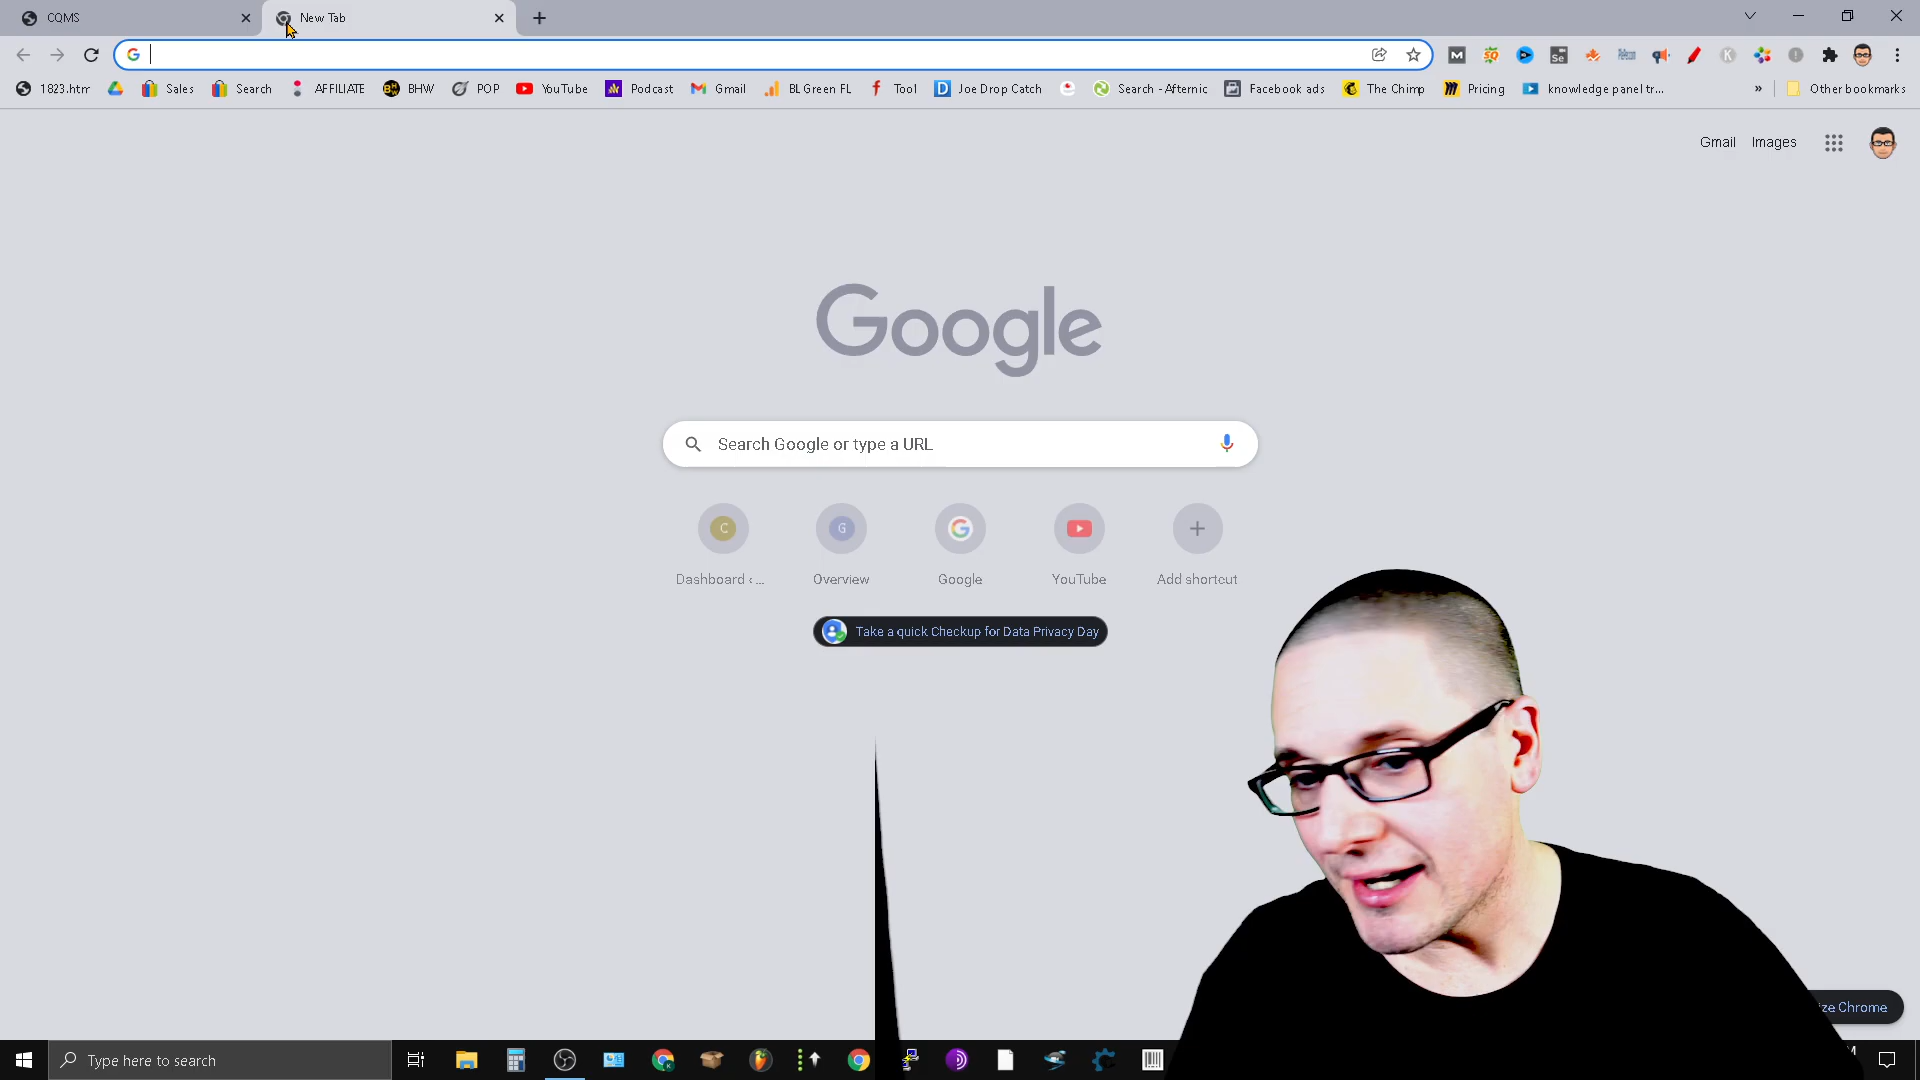 CQMS
New Tab
1823.htm
Sales
Search
AFFILIATE
BHW
POP
YouTube
Podcast
Gmail
BL Green FL
Tool
Joe Drop Catch
Search - Afternic
Facebook ads
The Chimp
Pricing
knowledge panel tr...
»
Other bookmarks
Gmail
Images
Google
Search Google or type a URL
C
G
Dashboard ‹ ...
Overview
Google
YouTube
Add shortcut
Take a quick Checkup for Data Privacy Day
ze Chrome
Type here to search